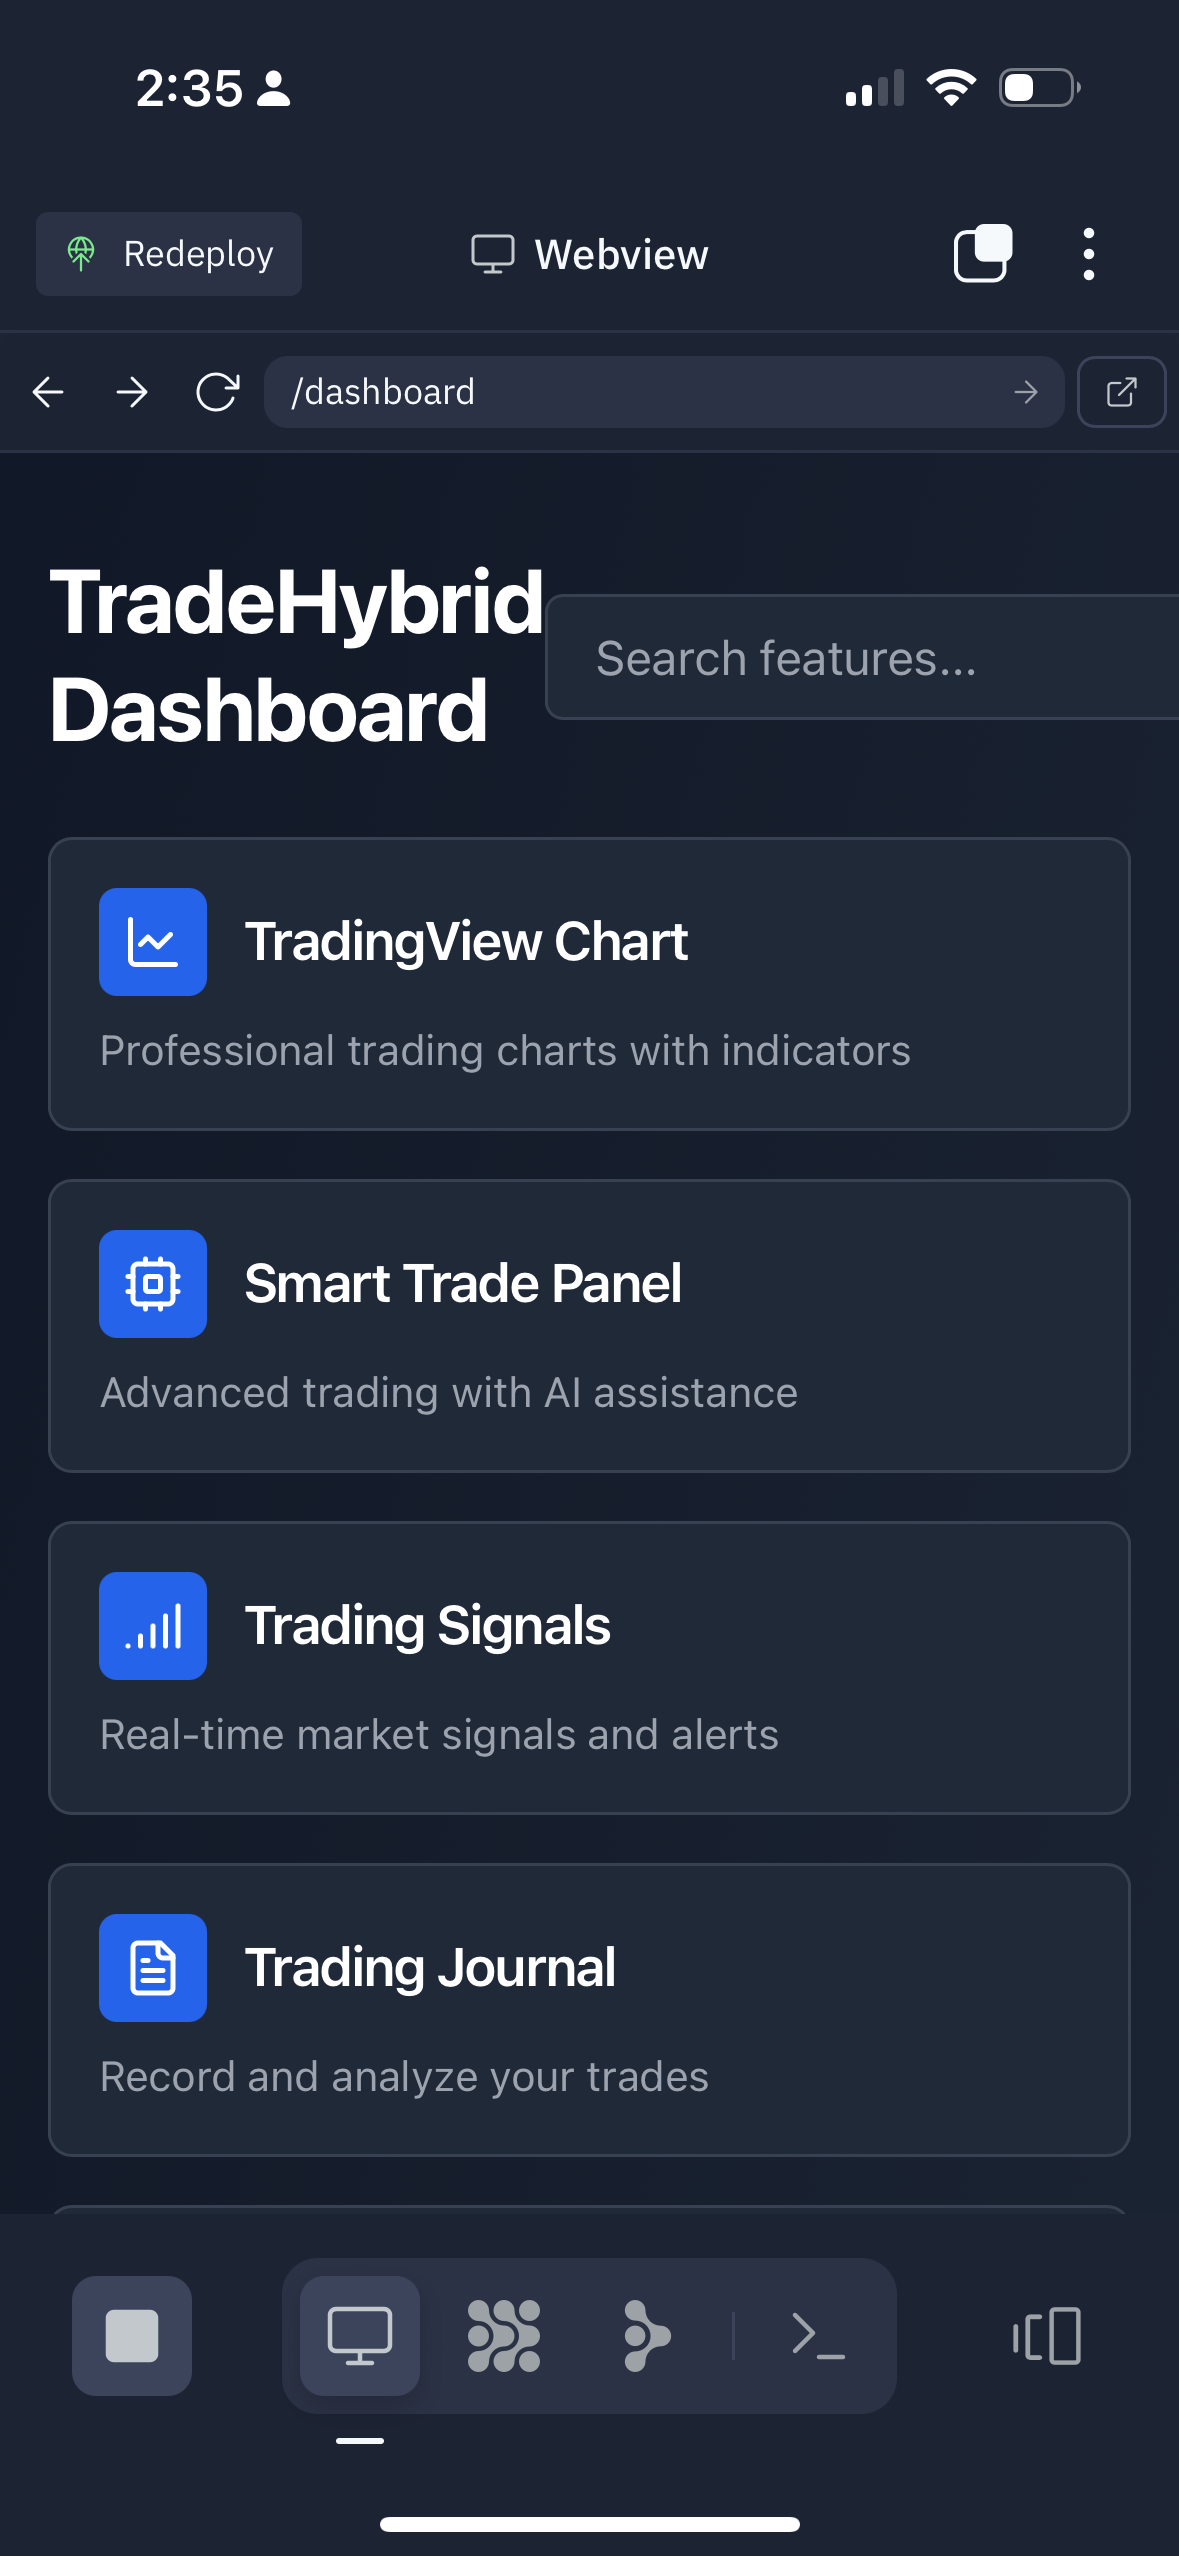 2:35
Redeploy
Webview
/dashboard
TradeHybrid
Dashboard
Search features...
TradingView Chart
Professional trading charts with indicators
Smart Trade Panel
Advanced trading with AI assistance
Trading Signals
Real-time market signals and alerts
Trading Journal
Record and analyze your trades